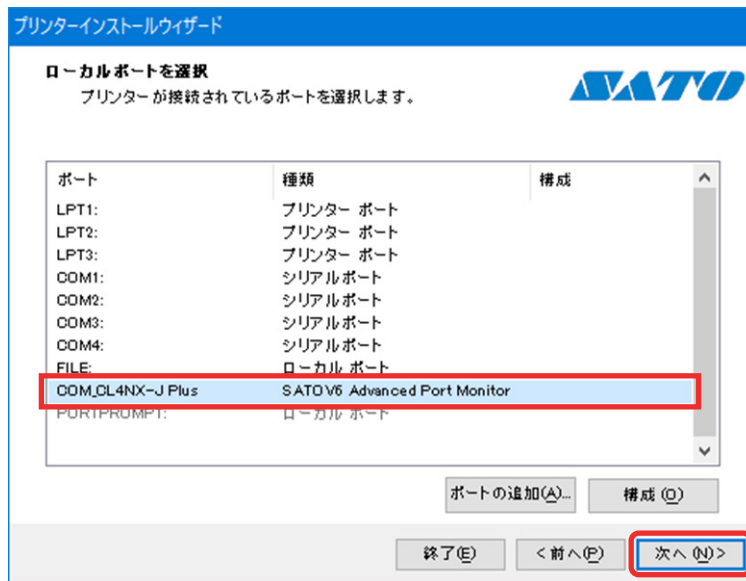 プリンターインストールウィザード
ローカルポートを選択
プリンターが接続されているポートを選択します。
SATO
ポート 種類 構成
LPT1: プリンター ポート
LPT2: プリンター ポート
LPT3: プリンター ポート
COM1: シリアルポート
COM2: シリアルポート
COM3: シリアルポート
COM4: シリアルポート
FILE: ローカル ポート
COM_CL4NX-J Plus SATOV6 Advanced Port Monitor
PORTPROMPT: ローカル ポート
ポートの追加(A)... 構成(O)
終了(E) <前へ(P) 次へ(N)>